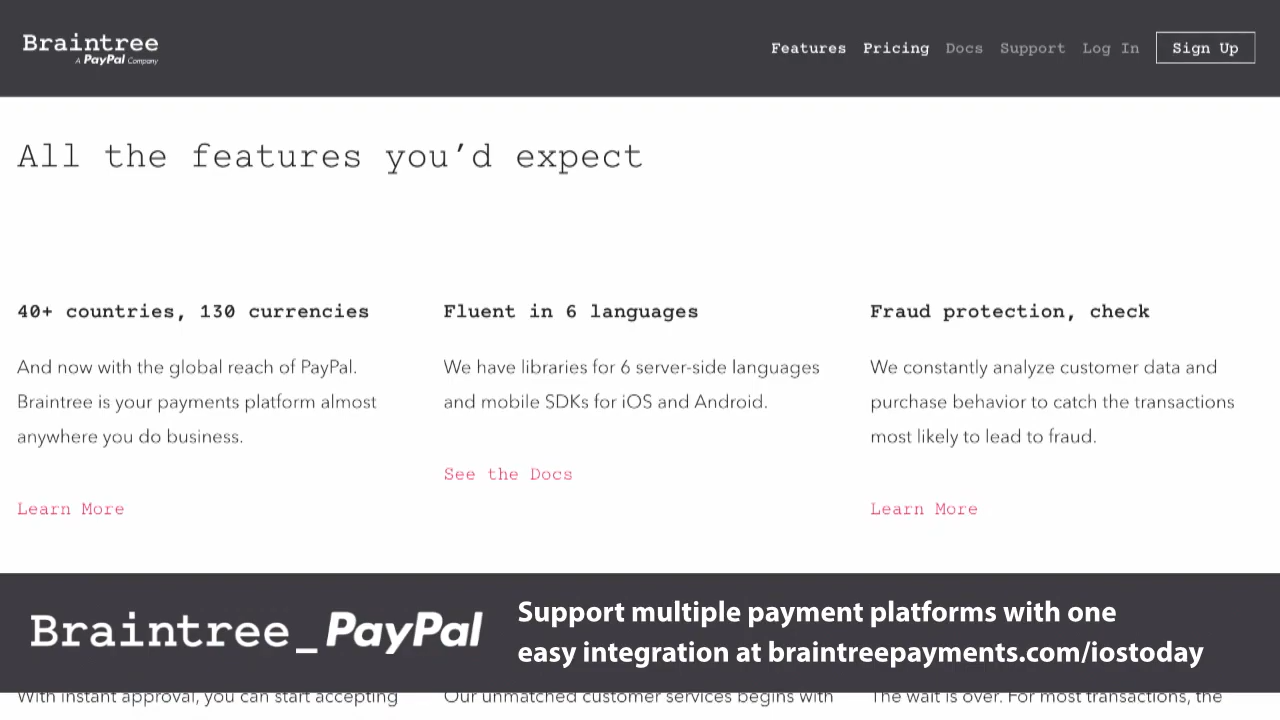 Braintree
A PayPal Company
Features Pricing Docs Support Log In Sign Up
All the features you’d expect
40+ countries, 130 currencies
And now with the global reach of PayPal.
Braintree is your payments platform almost
anywhere you do business.
Learn More
Fluent in 6 languages
We have libraries for 6 server-side languages
and mobile SDKs for iOS and Android.
See the Docs
Fraud protection, check
We constantly analyze customer data and
purchase behavior to catch the transactions
most likely to lead to fraud.
Learn More
Braintree_PayPal
Support multiple payment platforms with one
easy integration at braintreepayments.com/iostoday
With instant approval, you can start accepting
Our unmatched customer services begins with
The wait is over. For most transactions, the